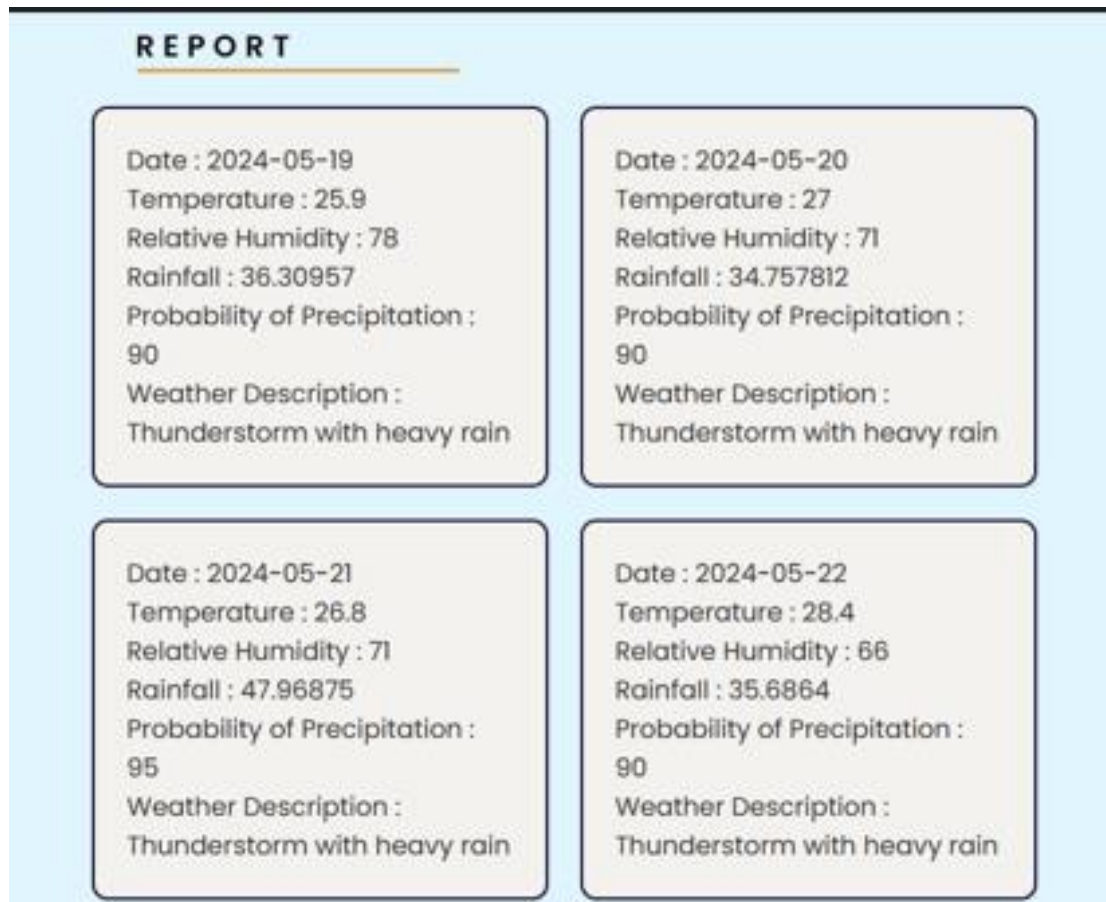 REPORT
Date : 2024-05-19
Temperature : 25.9
Relative Humidity : 78
Rainfall : 36.30957
Probability of Precipitation :
90
Weather Description :
Thunderstorm with heavy rain
Date : 2024-05-20
Temperature : 27
Relative Humidity : 71
Rainfall : 34.757812
Probability of Precipitation :
90
Weather Description :
Thunderstorm with heavy rain
Date : 2024-05-21
Temperature : 26.8
Relative Humidity : 71
Rainfall : 47.96875
Probability of Precipitation :
95
Weather Description :
Thunderstorm with heavy rain
Date : 2024-05-22
Temperature : 28.4
Relative Humidity : 66
Rainfall : 35.6864
Probability of Precipitation :
90
Weather Description :
Thunderstorm with heavy rain